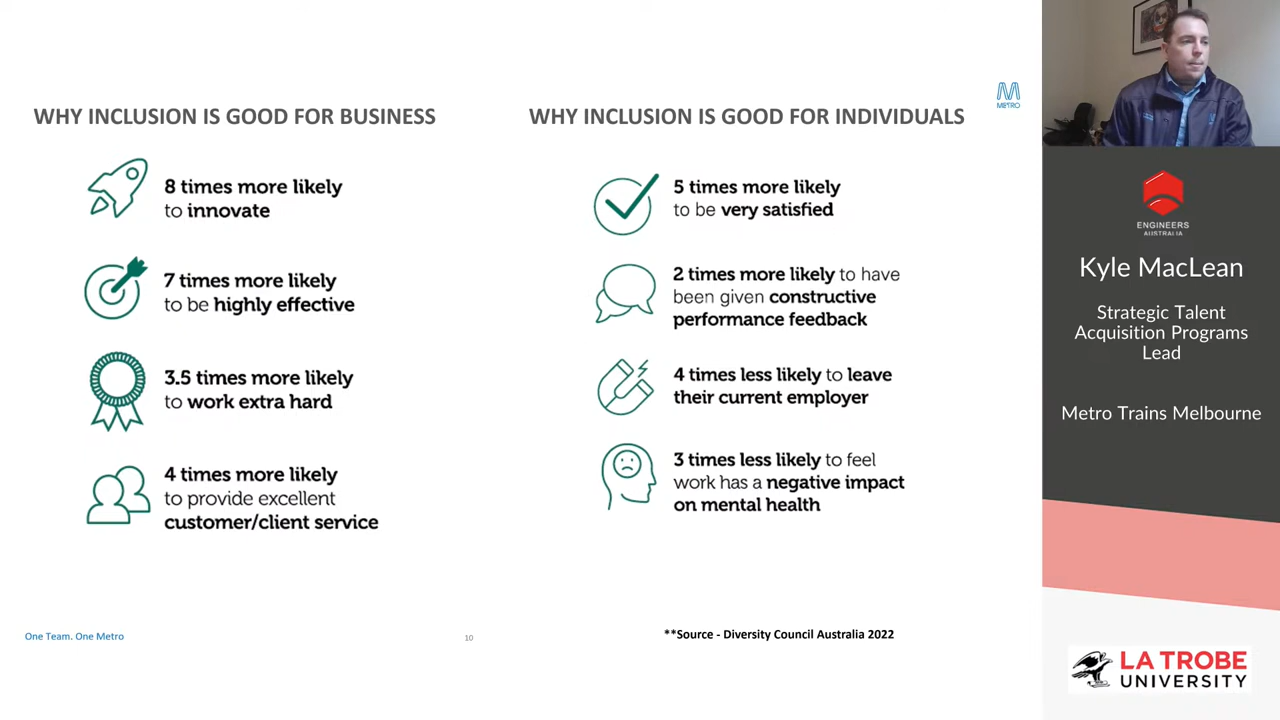 WHY INCLUSION IS GOOD FOR BUSINESS
8 times more likely
to innovate
7 times more likely
to be highly effective
3.5 times more likely
to work extra hard
4 times more likely
to provide excellent
customer/client service
WHY INCLUSION IS GOOD FOR INDIVIDUALS
5 times more likely
to be very satisfied
2 times more likely to have
been given constructive
performance feedback
4 times less likely to leave
their current employer
3 times less likely to feel
work has a negative impact
on mental health
METRO
One Team. One Metro
10
**Source - Diversity Council Australia 2022
ENGINEERS
AUSTRALIA
Kyle MacLean
Strategic Talent
Acquisition Programs
Lead
Metro Trains Melbourne
LA TROBE
UNIVERSITY